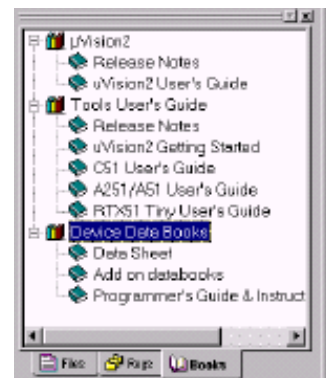 µVision2
Release Notes
uVision2 User's Guide
Tools User's Guide
Release Notes
uVision2 Getting Started
C51 User's Guide
A251/A51 User's Guide
RTX51 Tiny User's Guide
Device Data Books
Data Sheet
Add on databooks
Programmer's Guide & Instruct
Files Regs Books